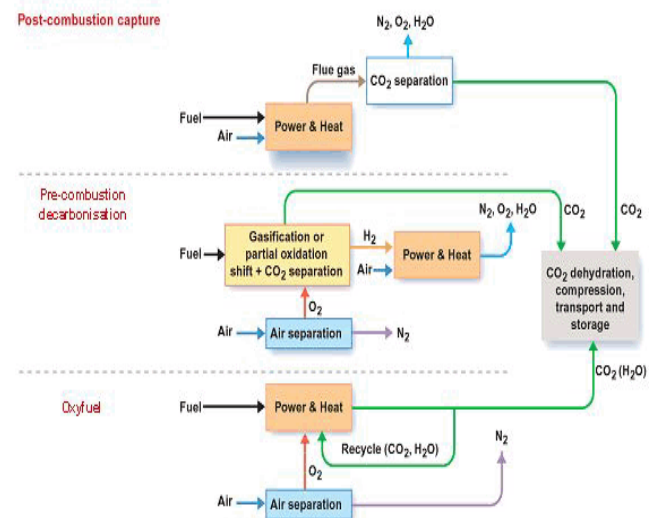 Post-combustion capture
N₂, O₂, H₂O
Flue gas
CO₂ separation
Fuel
Air
Power & Heat
Pre-combustion
decarbonisation
N₂, O₂, H₂O
CO₂
CO₂
Gasification or
partial oxidation
shift + CO₂ separation
H₂
Fuel
Air
Power & Heat
CO₂ dehydration,
compression,
transport and
storage
O₂
Air
Air separation
N₂
CO₂ (H₂O)
Oxyfuel
Fuel
Power & Heat
Recycle (CO₂, H₂O)
N₂
O₂
Air
Air separation